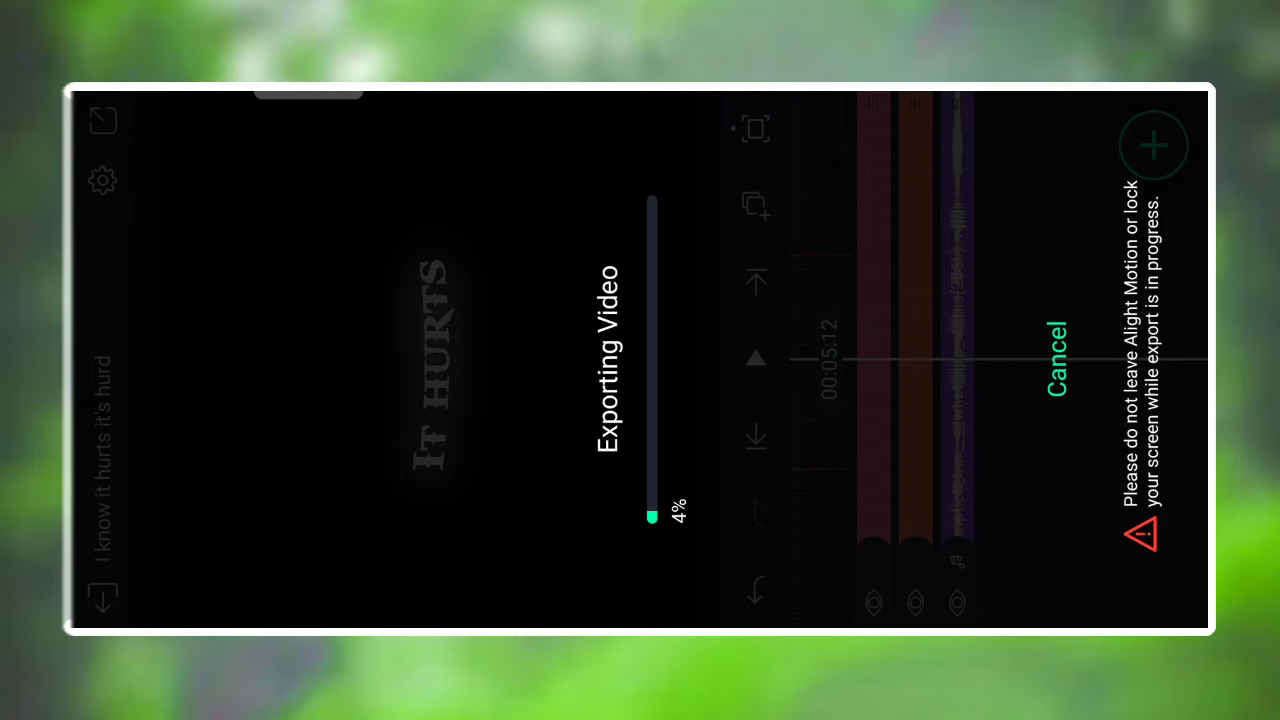 I know it hurts it's hurd
IT HURTS
Exporting Video
4%
00:05:12
Cancel
Please do not leave Alight Motion or lock
your screen while export is in progress.